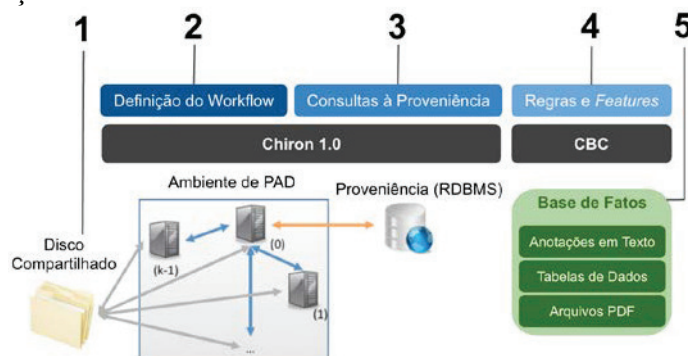 1
2
3
4
5
Definição do Workflow
Consultas à Proveniência
Regras e Features
Chiron 1.0
CBC
Ambiente de PAD
Proveniência (RDBMS)
Base de Fatos
Anotações em Texto
Tabelas de Dados
Arquivos PDF
Disco
Compartilhado
(k-1)
(0)
(1)
...